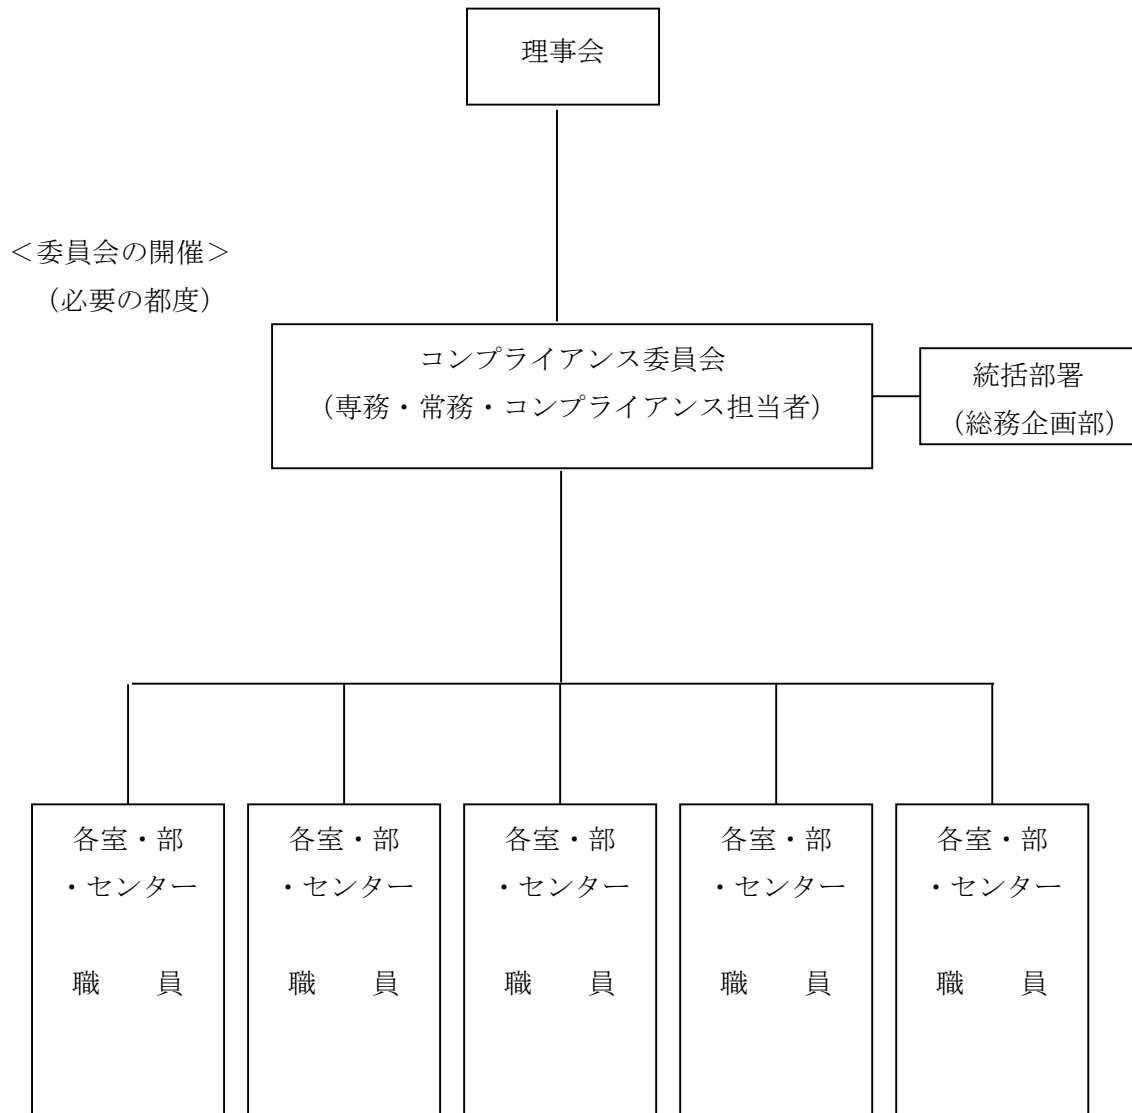 理事会
＜委員会の開催＞
（必要の都度）
コンプライアンス委員会
（専務・常務・コンプライアンス担当者）
統括部署
（総務企画部）
各室・部
・センター
職　　員
各室・部
・センター
職　　員
各室・部
・センター
職　　員
各室・部
・センター
職　　員
各室・部
・センター
職　　員